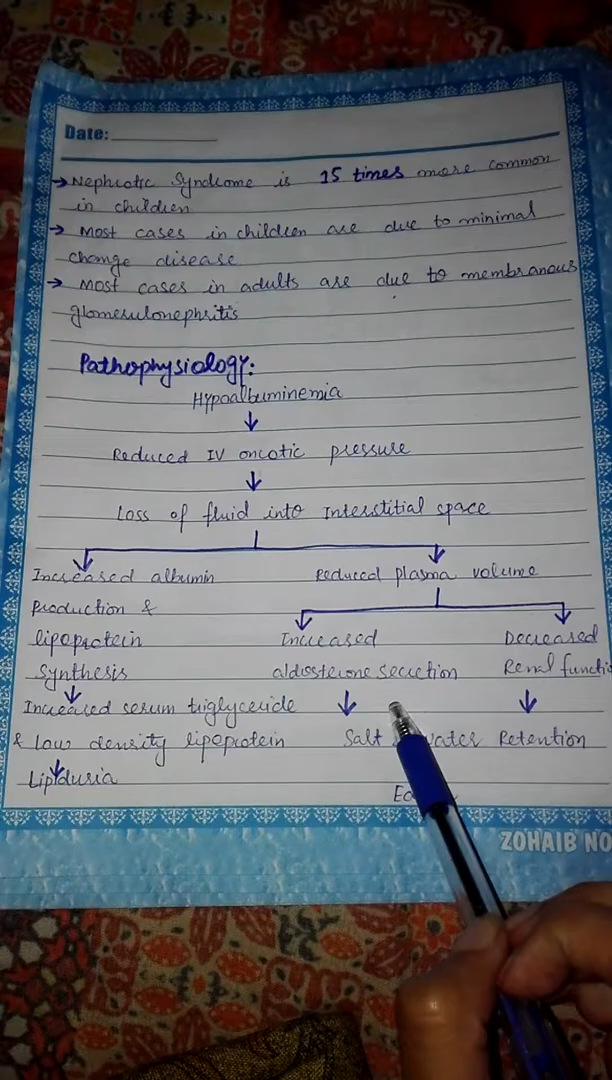 Date:
→ Nephrotic Syndrome is 15 times more common
in children
→ Most cases in children are due to minimal
change disease
→ Most cases in adults are due to membranous
glomerulonephritis
Pathophysiology:
Hypoalbuminemia
↓
Reduced IV oncotic pressure
↓
Loss of fluid into Interstitial space
Increased albumin
production &
lipoprotein
synthesis
↓
Increased serum triglyceride
& low density lipoprotein
↓
Lipiduria
Reduced plasma volume
Increased
aldosterone secretion
↓
Decreased
Renal functi
↓
Salt & water Retention
ZOHAIB NO